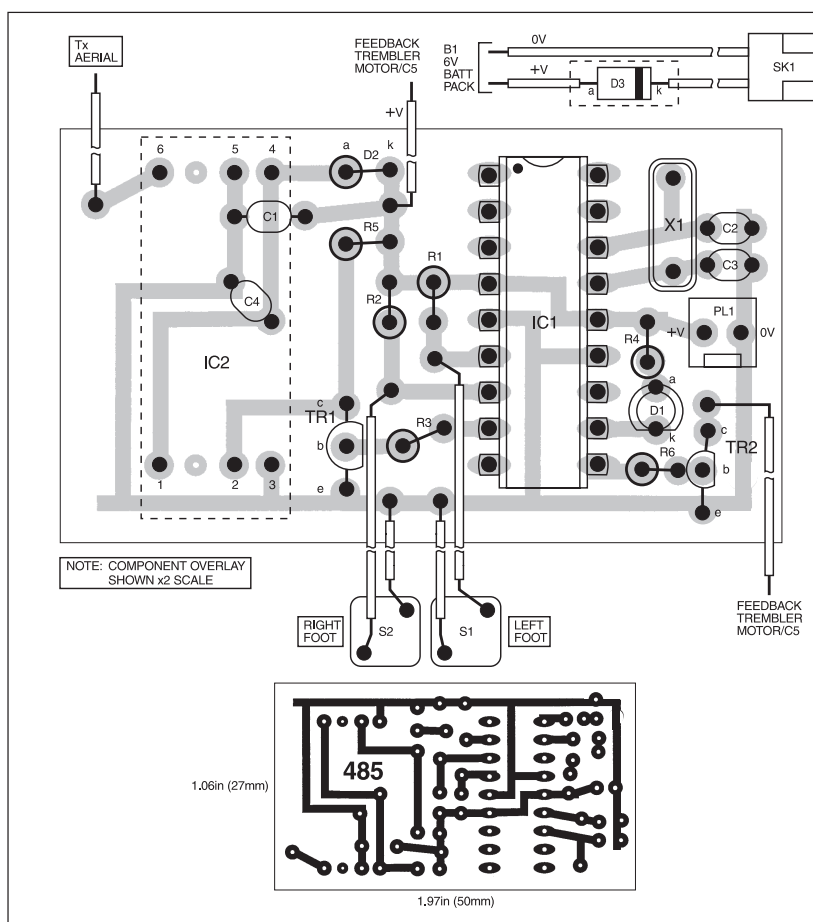 Tx
AERIAL
FEEDBACK
TREMBLER
MOTOR/C5
+V
B1
6V
BATT
PACK
0V
+V
a
D3
k
SK1
6
5
4
a
D2
k
C1
R5
R1
X1
C2
C3
C4
R2
IC1
PL1
+V
0V
IC2
R4
a
D1
k
c
TR1
b
R3
e
c
TR2
R6
b
e
1
2
3
NOTE: COMPONENT OVERLAY
SHOWN x2 SCALE
RIGHT
FOOT
S2
S1
LEFT
FOOT
FEEDBACK
TREMBLER
MOTOR/C5
485
1.06in (27mm)
1.97in (50mm)